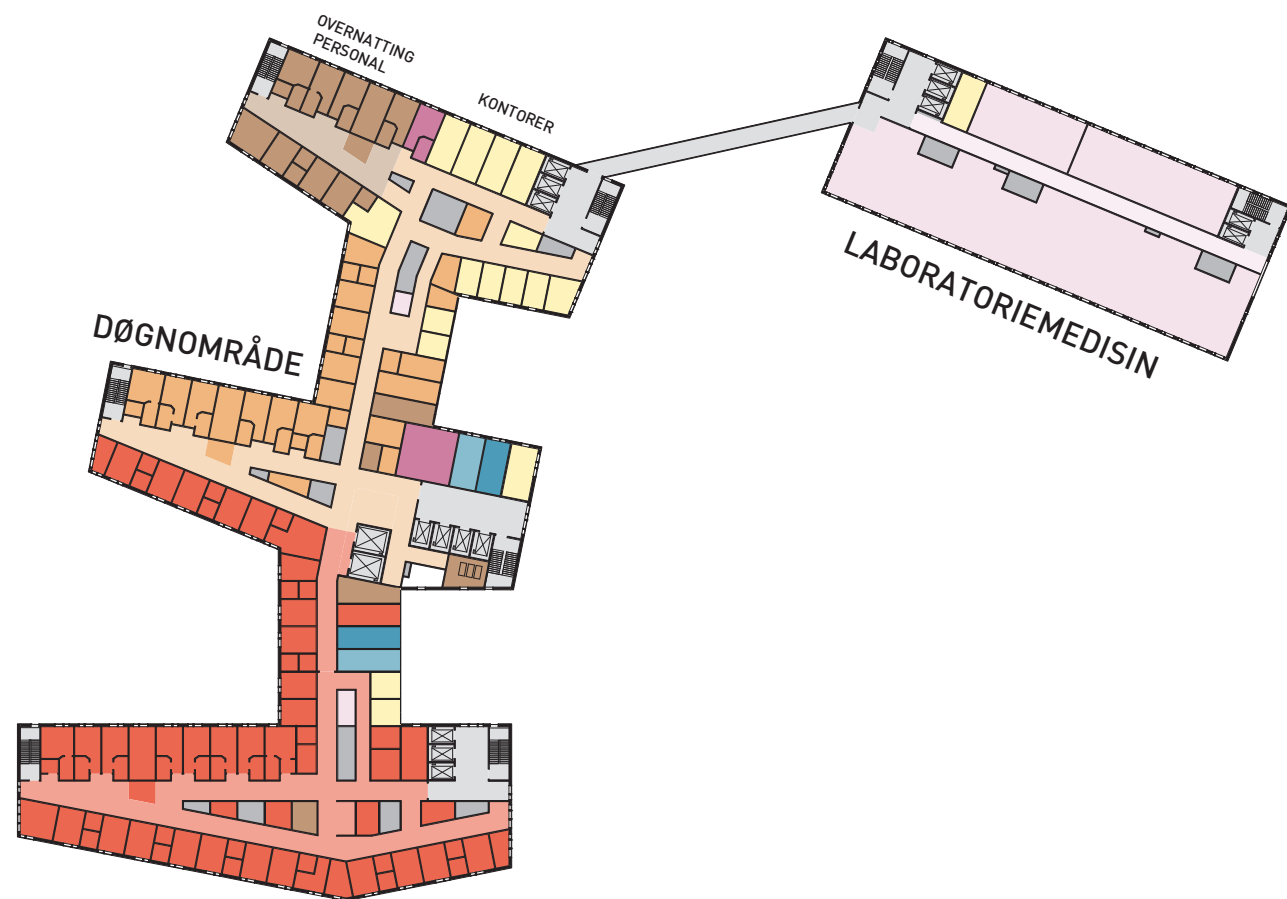 OVERNATTING
PERSONAL
KONTORER
DØGNOMRÅDE
LABORATORIEMEDISIN